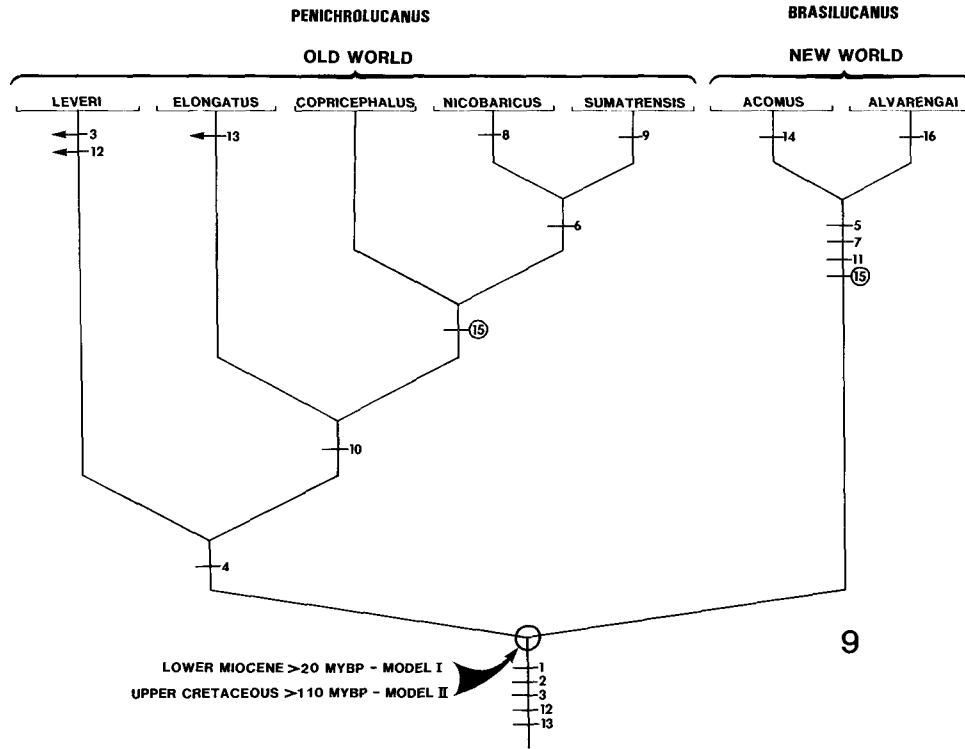 PENICHROLUCANUS
BRASILUCANUS
OLD WORLD
NEW WORLD
LEVERI
ELONGATUS
COPRICEPHALUS
NICOBARICUS
SUMATRENSIS
ACOMUS
ALVARENGAI
3
12
13
8
9
14
16
6
5
7
11
15
15
10
4
9
LOWER MIOCENE >20 MYBP - MODEL I
UPPER CRETACEOUS >110 MYBP - MODEL II
1
2
3
12
13